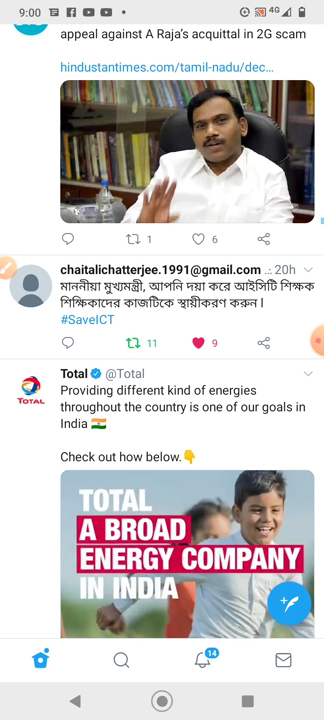 9:00
4G
appeal against A Raja's acquittal in 2G scam
hindustantimes.com/tamil-nadu/dec...
1
6
chaitalichatterjee.1991@gmail.com ..: 20h
মাননীয়া মুখ্যমন্ত্রী, আপনি দয়া করে আইসিটি শিক্ষক
শিক্ষিকাদের কাজটিকে স্থায়ীকরণ করুন l
#SaveICT
11
9
Total @Total
TOTAL
Providing different kind of energies
throughout the country is one of our goals in
India 🇮🇳
Check out how below.👇
TOTAL
A BROAD
ENERGY COMPANY
IN INDIA
14